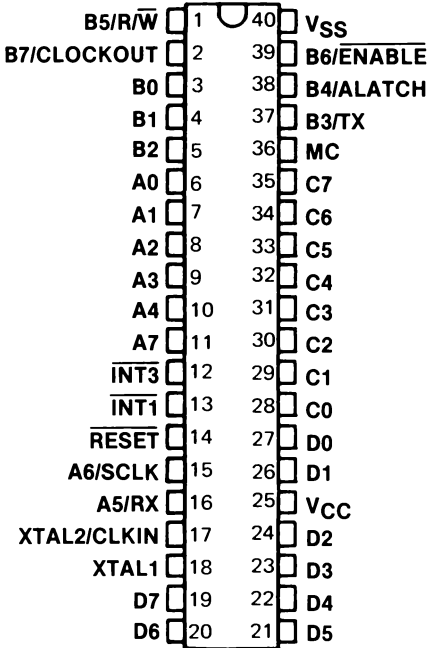 B5/R/W̅ 1 40 VSS
B7/CLOCKOUT 2 39 B6/E̅N̅A̅B̅L̅E̅
B0 3 38 B4/ALATCH
B1 4 37 B3/TX
B2 5 36 MC
A0 6 35 C7
A1 7 34 C6
A2 8 33 C5
A3 9 32 C4
A4 10 31 C3
A7 11 30 C2
I̅N̅T̅3̅ 12 29 C1
I̅N̅T̅1̅ 13 28 C0
R̅E̅S̅E̅T̅ 14 27 D0
A6/SCLK 15 26 D1
A5/RX 16 25 VCC
XTAL2/CLKIN 17 24 D2
XTAL1 18 23 D3
D7 19 22 D4
D6 20 21 D5